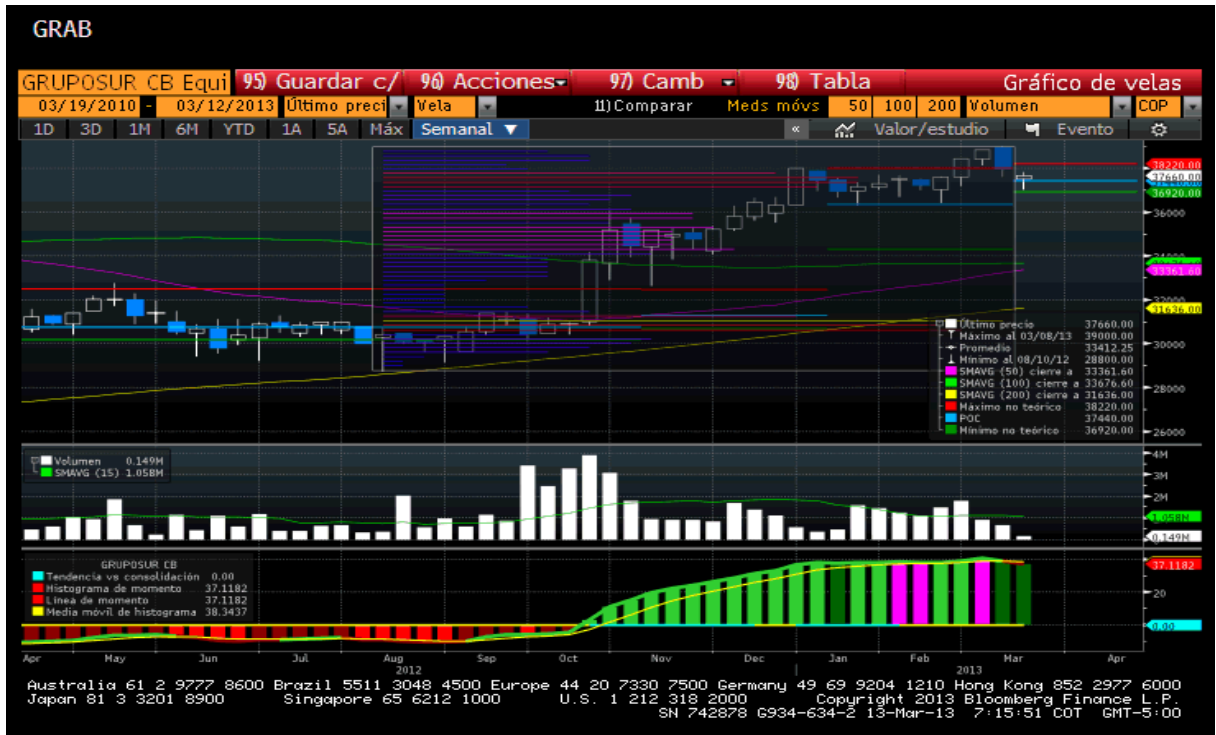 GRAB
GRUPOSUR CB Equi 95) Guardar c/ 96) Acciones 97) Camb 98) Tabla Gráfico de velas
03/19/2010 - 03/12/2013 Último preci Vela 11) Comparar Meds móvs 50 100 200 Volumen COP
1D 3D 1M 6M YTD 1A 5A Máx Semanal ▼ « Valor/estudio Evento
38220.00
37660.00
36920.00
36000
33361.60
32000
31636.00
30000
28000
26000
Último precio 37660.00
Máximo al 03/08/13 39000.00
Promedio 33412.25
Mínimo al 08/10/12 28800.00
SMAVG (50) cierre a 33361.60
SMAVG (100) cierre a 33676.60
SMAVG (200) cierre a 31636.00
Máximo no teórico 38220.00
POC 37440.00
Mínimo no teórico 36920.00
Volumen 0.149M
SMAVG (15) 1.058M
4M
3M
2M
1.058M
0.149M
GRUPOSUR CB
Tendencia vs consolidación 0.00
Histograma de momento 37.1182
Línea de momento 37.1182
Media móvil de histograma 38.3437
37.1182
20
0.00
Apr May Jun Jul Aug Sep Oct Nov Dec Jan Feb Mar Apr
2012 2013
Australia 61 2 9777 8600 Brazil 5511 3048 4500 Europe 44 20 7330 7500 Germany 49 69 9204 1210 Hong Kong 852 2977 6000
Japan 81 3 3201 8900 Singapore 65 6212 1000 U.S. 1 212 318 2000 Copyright 2013 Bloomberg Finance L.P.
SN 742878 G934-634-2 13-Mar-13 7:15:51 COT GMT-5:00